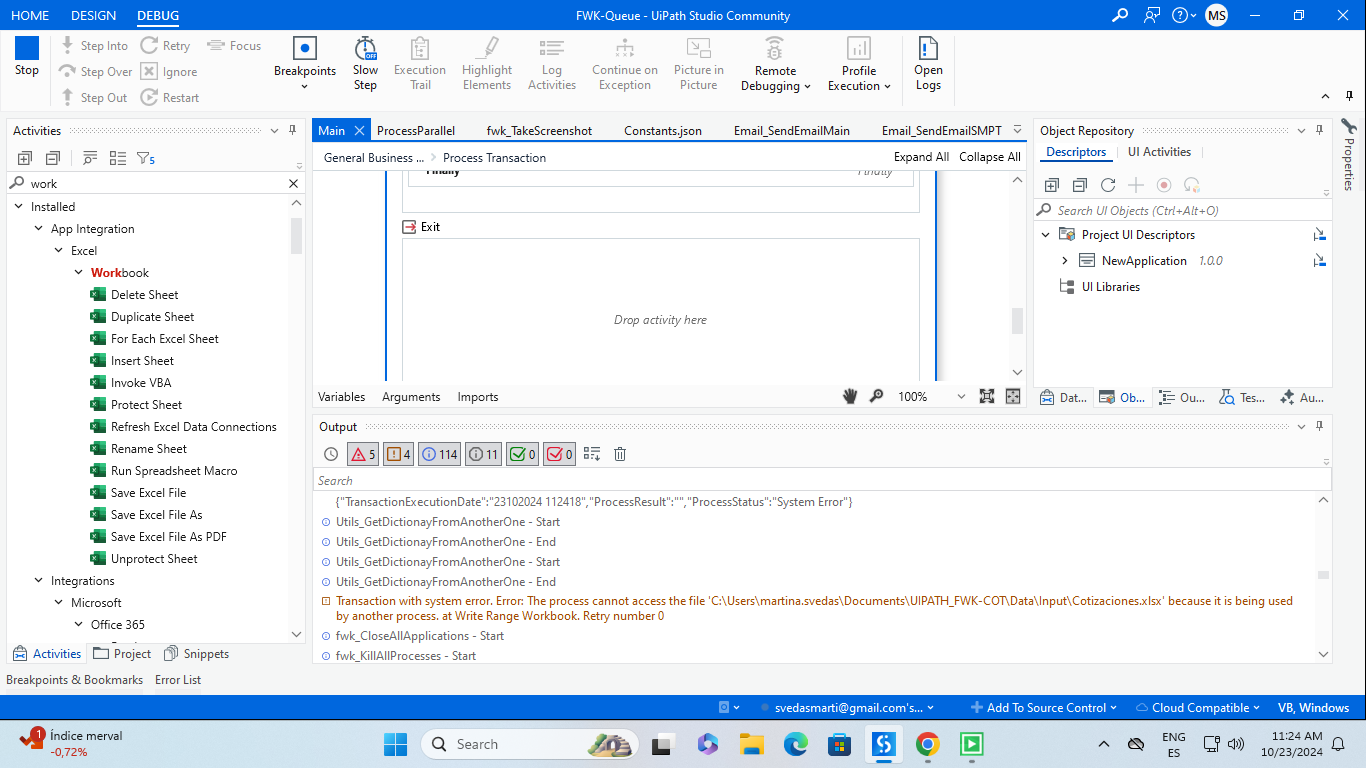 HOME DESIGN DEBUG FWK-Queue - UiPath Studio Community MS
Stop
Step Into Retry Focus
Step Over Ignore
Step Out Restart
Breakpoints
Slow Step
OFF
Execution Trail
Highlight Elements
Log Activities
Continue on Exception
Picture in Picture
Remote Debugging
Profile Execution
Open Logs
Activities
5
work
Installed
App Integration
Excel
Workbook
Delete Sheet
Duplicate Sheet
For Each Excel Sheet
Insert Sheet
Invoke VBA
Protect Sheet
Refresh Excel Data Connections
Rename Sheet
Run Spreadsheet Macro
Save Excel File
Save Excel File As
Save Excel File As PDF
Unprotect Sheet
Integrations
Microsoft
Office 365
Activities Project Snippets
Main ProcessParallel fwk_TakeScreenshot Constants.json Email_SendEmailMain Email_SendEmailSMPT
General Business ... Process Transaction Expand All Collapse All
Finally Finally
Exit
Drop activity here
Variables Arguments Imports 100%
Output
5 4 114 11 0 0
Search
{"TransactionExecutionDate":"23102024 112418","ProcessResult":"","ProcessStatus":"System Error"}
Utils_GetDictionayFromAnotherOne - Start
Utils_GetDictionayFromAnotherOne - End
Utils_GetDictionayFromAnotherOne - Start
Utils_GetDictionayFromAnotherOne - End
Transaction with system error. Error: The process cannot access the file 'C:\Users\martina.svedas\Documents\UIPATH_FWK-COT\Data\Input\Cotizaciones.xlsx' because it is being used
by another process. at Write Range Workbook. Retry number 0
fwk_CloseAllApplications - Start
fwk_KillAllProcesses - Start
Object Repository
Descriptors UI Activities
Search UI Objects (Ctrl+Alt+O)
Project UI Descriptors
NewApplication 1.0.0
UI Libraries
Dat... Ob... Ou... Tes... Au...
Properties
Breakpoints & Bookmarks Error List
svedasmarti@gmail.com's... Add To Source Control Cloud Compatible VB, Windows
1
Índice merval
-0,72%
Search
ENG
ES
11:24 AM
10/23/2024